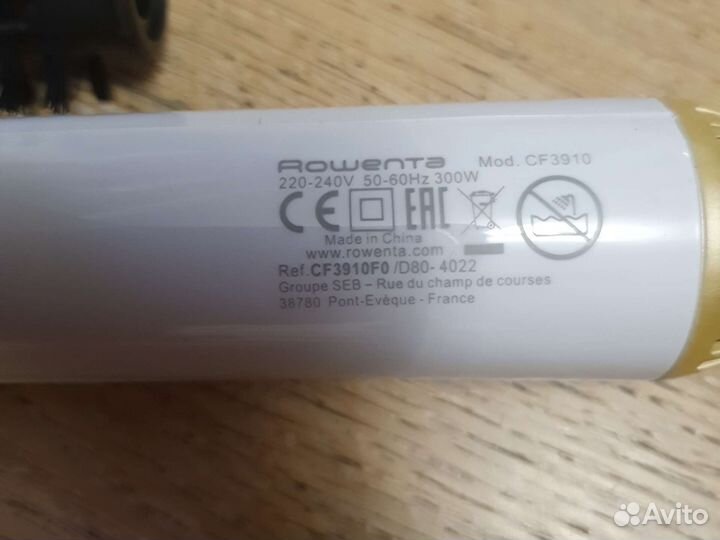 Rowenta Mod. CF3910
220-240V 50-60Hz 300W
CE EAC
Made in China
www.rowenta.com
Ref.CF3910F0 /D80- 4022
Groupe SEB – Rue du champ de courses
38780 Pont-Evêque - France
Avito